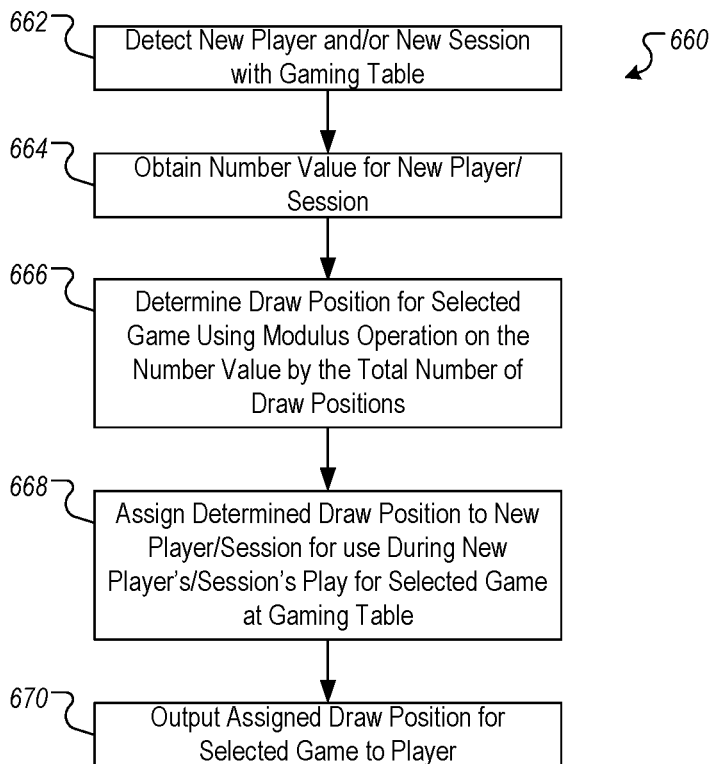 662
Detect New Player and/or New Session
with Gaming Table
660
664
Obtain Number Value for New Player/
Session
666
Determine Draw Position for Selected
Game Using Modulus Operation on the
Number Value by the Total Number of
Draw Positions
668
Assign Determined Draw Position to New
Player/Session for use During New
Player's/Session's Play for Selected Game
at Gaming Table
670
Output Assigned Draw Position for
Selected Game to Player